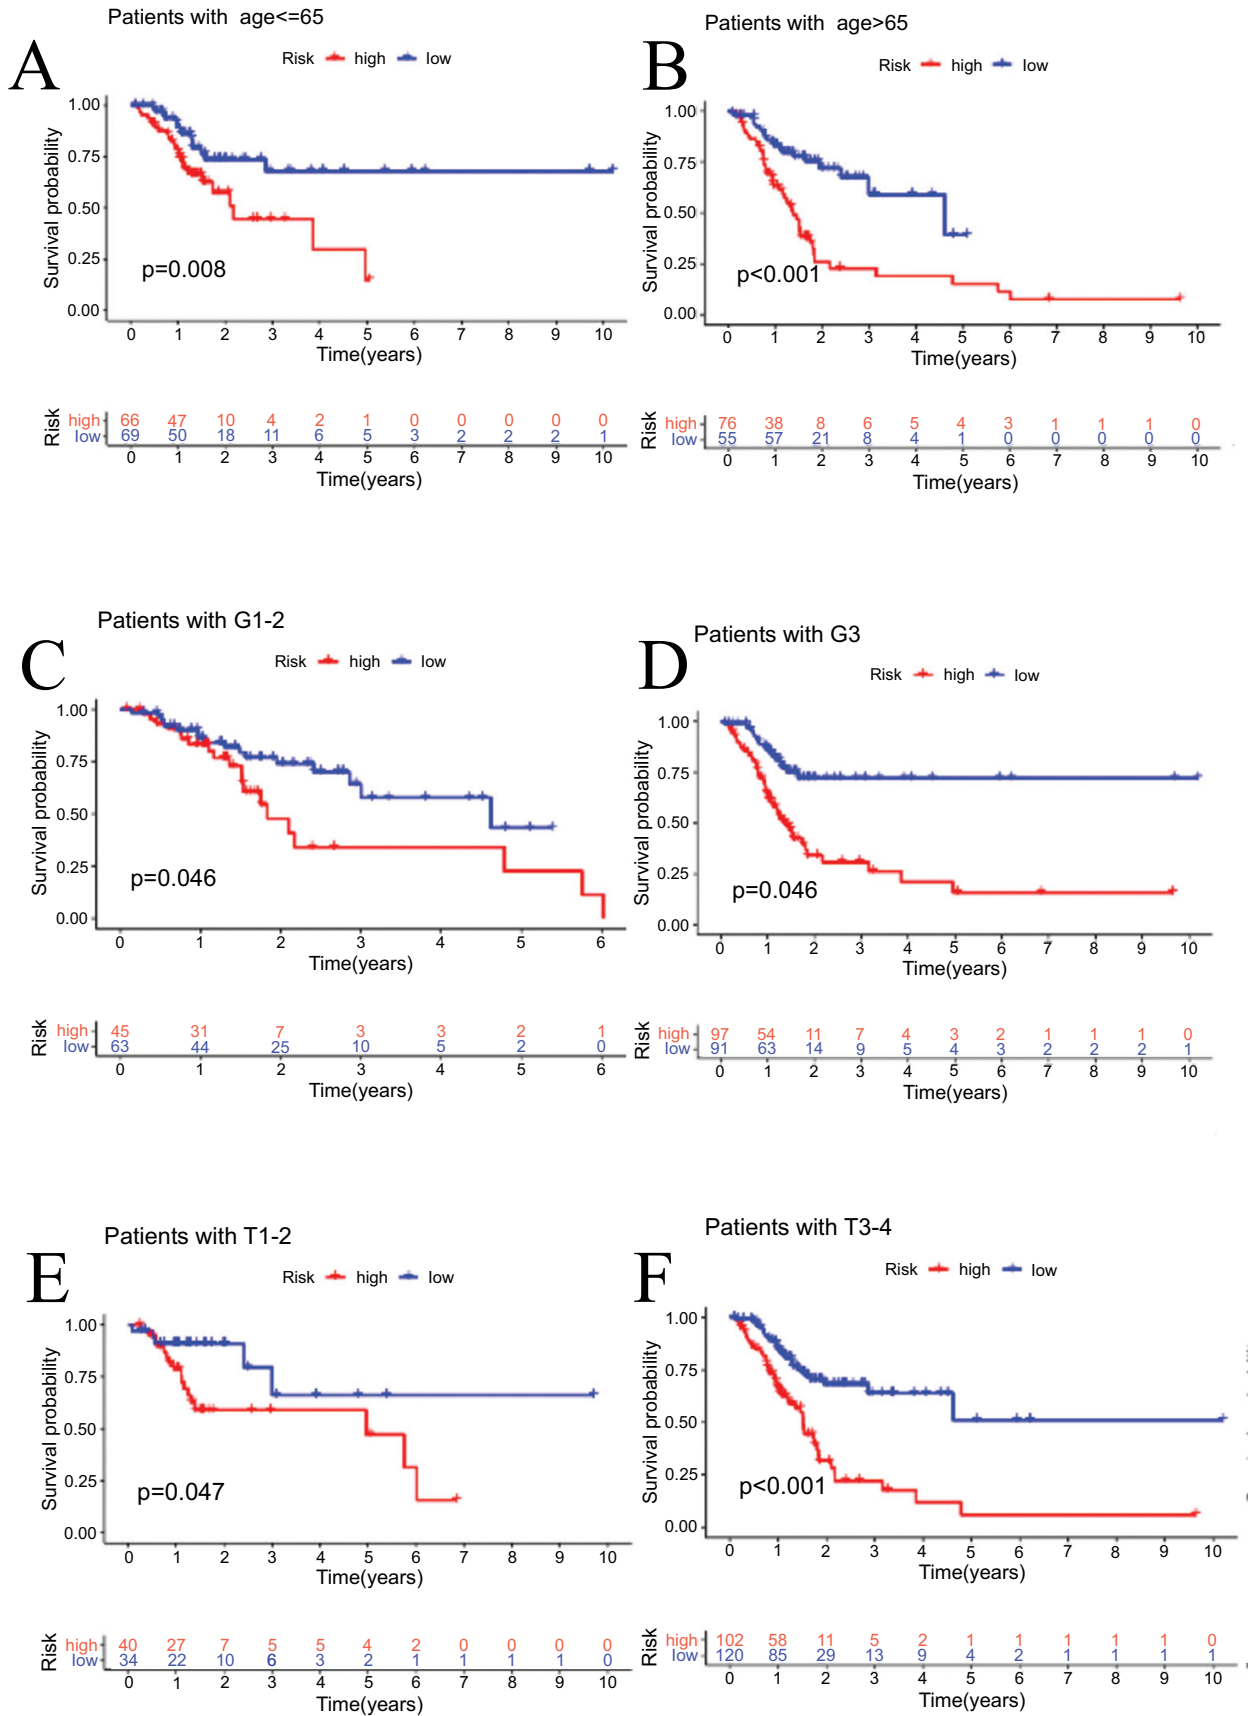 Patients with age<=65
A
Risk high low
Survival probability
1.00
0.75
0.50
0.25
0.00
p=0.008
0 1 2 3 4 5 6 7 8 9 10
Time(years)
Risk
high 66 47 10 4 2 1 0 0 0 0 0
low 69 50 18 11 6 5 3 2 2 2 1
0 1 2 3 4 5 6 7 8 9 10
Time(years)
Patients with age>65
B
Risk high low
Survival probability
1.00
0.75
0.50
0.25
0.00
p<0.001
0 1 2 3 4 5 6 7 8 9 10
Time(years)
Risk
high 76 38 8 6 5 4 3 1 1 1 0
low 55 57 21 8 4 1 0 0 0 0 0
0 1 2 3 4 5 6 7 8 9 10
Time(years)
Patients with G1-2
C
Risk high low
Survival probability
1.00
0.75
0.50
0.25
0.00
p=0.046
0 1 2 3 4 5 6
Time(years)
Risk
high 45 31 7 3 3 2 1
low 63 44 25 10 5 2 0
0 1 2 3 4 5 6
Time(years)
Patients with G3
D
Risk high low
Survival probability
1.00
0.75
0.50
0.25
0.00
p=0.046
0 1 2 3 4 5 6 7 8 9 10
Time(years)
Risk
high 97 54 11 7 4 3 2 1 1 1 0
low 91 63 14 9 5 4 3 2 2 2 1
0 1 2 3 4 5 6 7 8 9 10
Time(years)
Patients with T1-2
E
Risk high low
Survival probability
1.00
0.75
0.50
0.25
0.00
p=0.047
0 1 2 3 4 5 6 7 8 9 10
Time(years)
Risk
high 40 27 7 5 5 4 2 0 0 0 0
low 34 22 10 6 3 2 1 1 1 1 0
0 1 2 3 4 5 6 7 8 9 10
Time(years)
Patients with T3-4
F
Risk high low
Survival probability
1.00
0.75
0.50
0.25
0.00
p<0.001
0 1 2 3 4 5 6 7 8 9 10
Time(years)
Risk
high 102 58 11 5 2 1 1 1 1 1 0
low 120 85 29 13 9 4 2 1 1 1 1
0 1 2 3 4 5 6 7 8 9 10
Time(years)